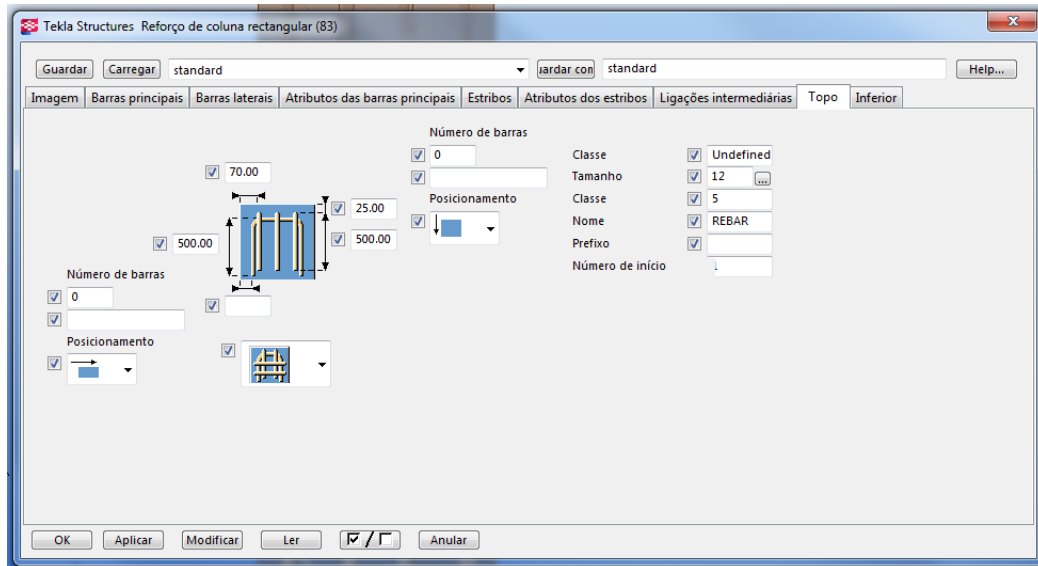 Tekla Structures Reforço de coluna rectangular (83)
Guardar Carregar standard standard Help...
Imagem Barras principais Barras laterais Atributos das barras principais Estribos Atributos dos estribos Ligações intermediárias Topo Inferior
Número de barras
0
Posicionamento
70.00
25.00
500.00
500.00
Número de barras
0
Posicionamento
Classe Undefined
Tamanho 12 ...
Classe 5
Nome REBAR
Prefixo
Número de início
OK Aplicar Modificar Ler / Anular